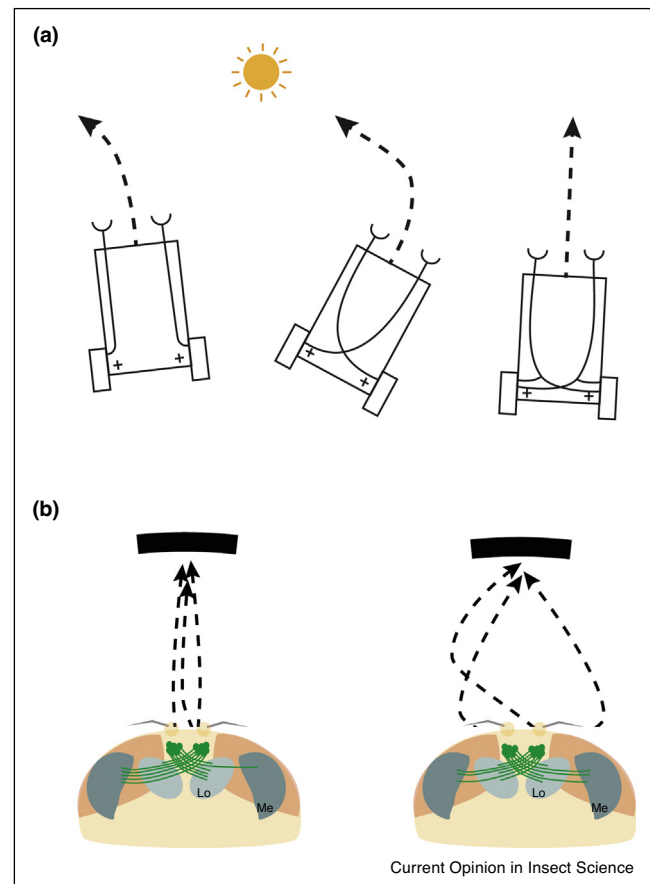 (a)
+ +
+ +
+ +
(b)
Lo Me
Lo Me
Current Opinion in Insect Science